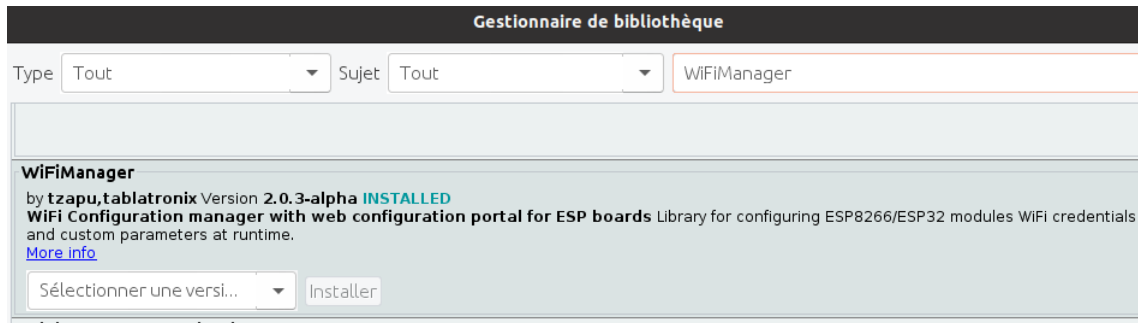 Gestionnaire de bibliothèque
Type Tout Sujet Tout WiFiManager
WiFiManager
by tzapu,tablatronix Version 2.0.3-alpha INSTALLED
WiFi Configuration manager with web configuration portal for ESP boards Library for configuring ESP8266/ESP32 modules WiFi credentials
and custom parameters at runtime.
More info
Sélectionner une versi... Installer